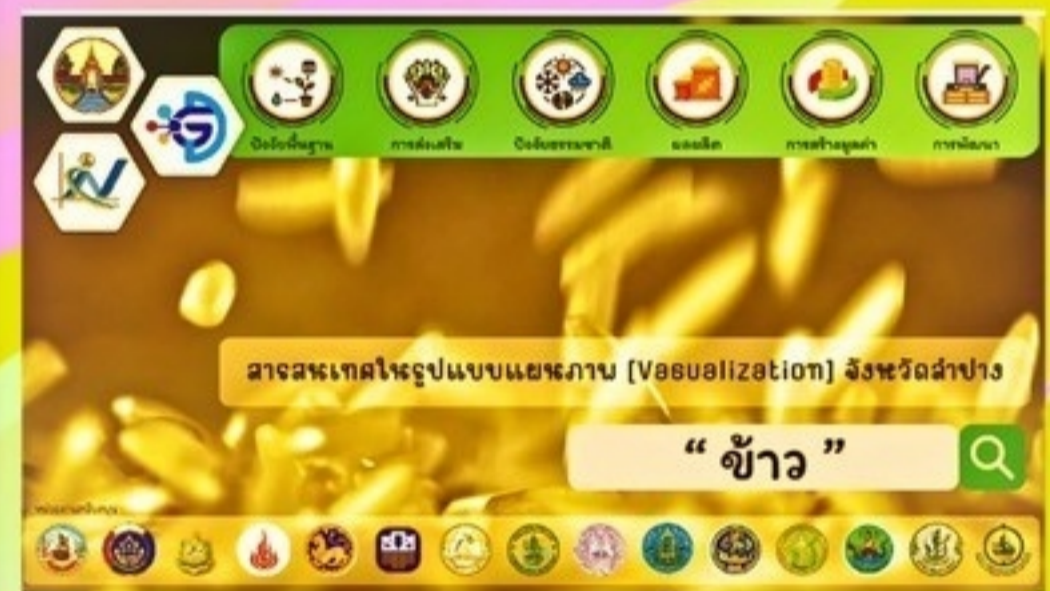 ปัจจัยพื้นฐาน การส่งเสริม ปัจจัยธรรมชาติ ผลผลิต การสร้างมูลค่า การพัฒนา
สารสนเทศในรูปแบบแผนภาพ [Vasualization] จังหวัดลำปาง
“ ข้าว ”